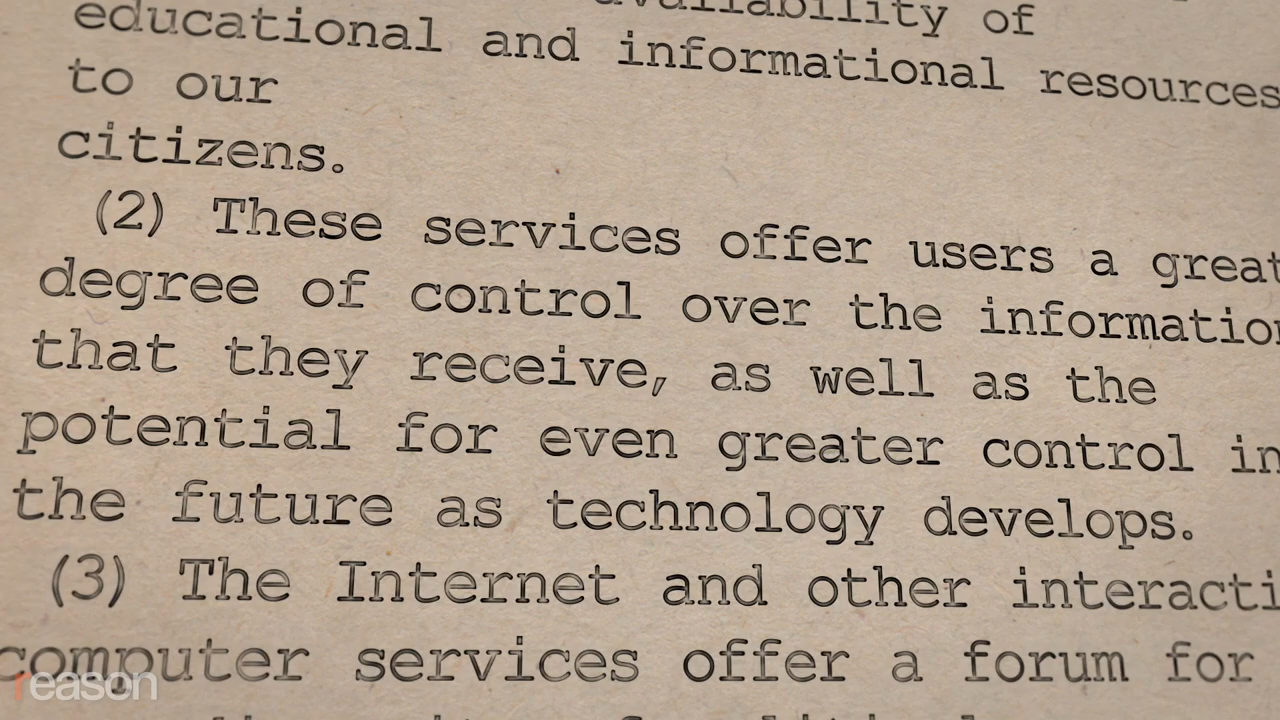 availability of
educational and informational resources
to our
citizens.
(2) These services offer users a great
degree of control over the information
that they receive, as well as the
potential for even greater control in
the future as technology develops.
(3) The Internet and other interacti
computer services offer a forum for
reason